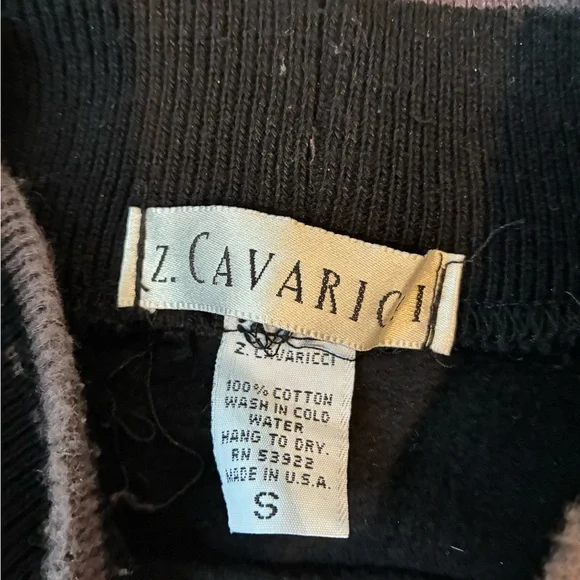 Z. CAVARICCI
Z. CAVARICCI
100% COTTON
WASH IN COLD
WATER
HANG TO DRY.
RN 53922
MADE IN U.S.A.
S